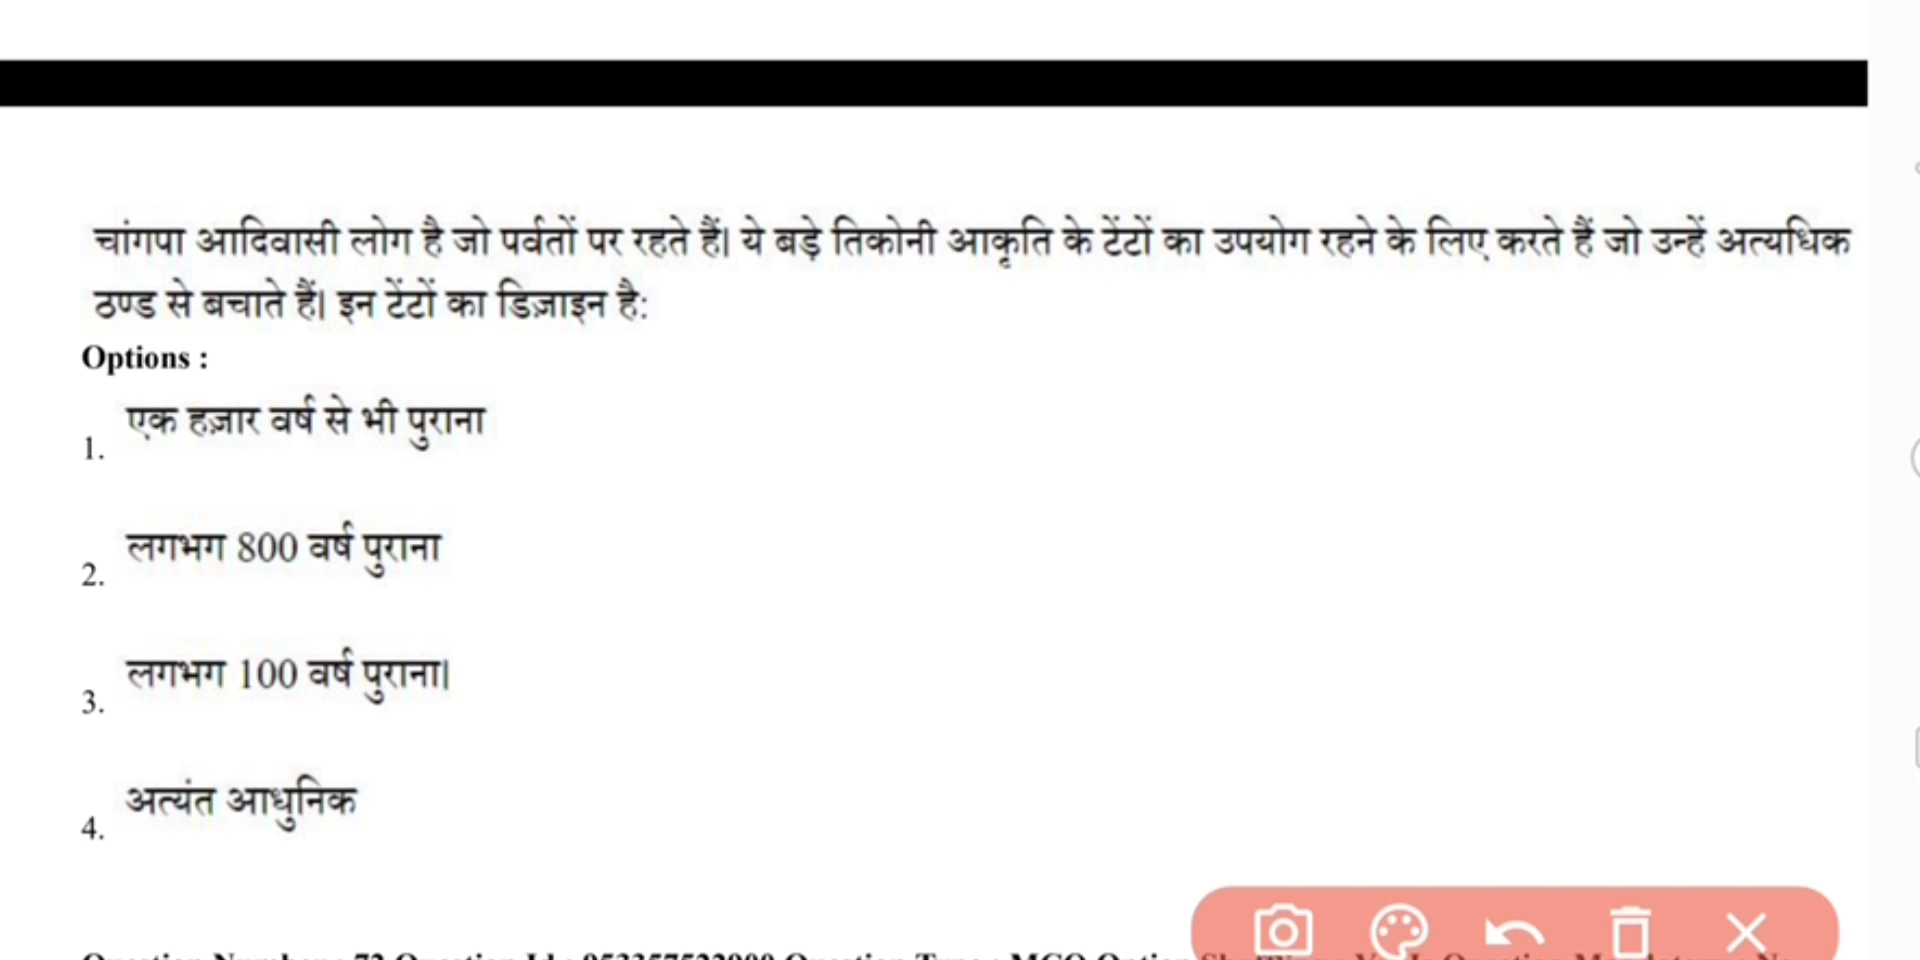 चांगपा आदिवासी लोग है जो पर्वतों पर रहते हैं। ये बड़े तिकोनी आकृति के टेंटों का उपयोग रहने के लिए करते हैं जो उन्हें अत्यधिक
ठण्ड से बचाते हैं। इन टेंटों का डिज़ाइन है:
Options :
1. एक हज़ार वर्ष से भी पुराना
2. लगभग 800 वर्ष पुराना
3. लगभग 100 वर्ष पुराना।
4. अत्यंत आधुनिक